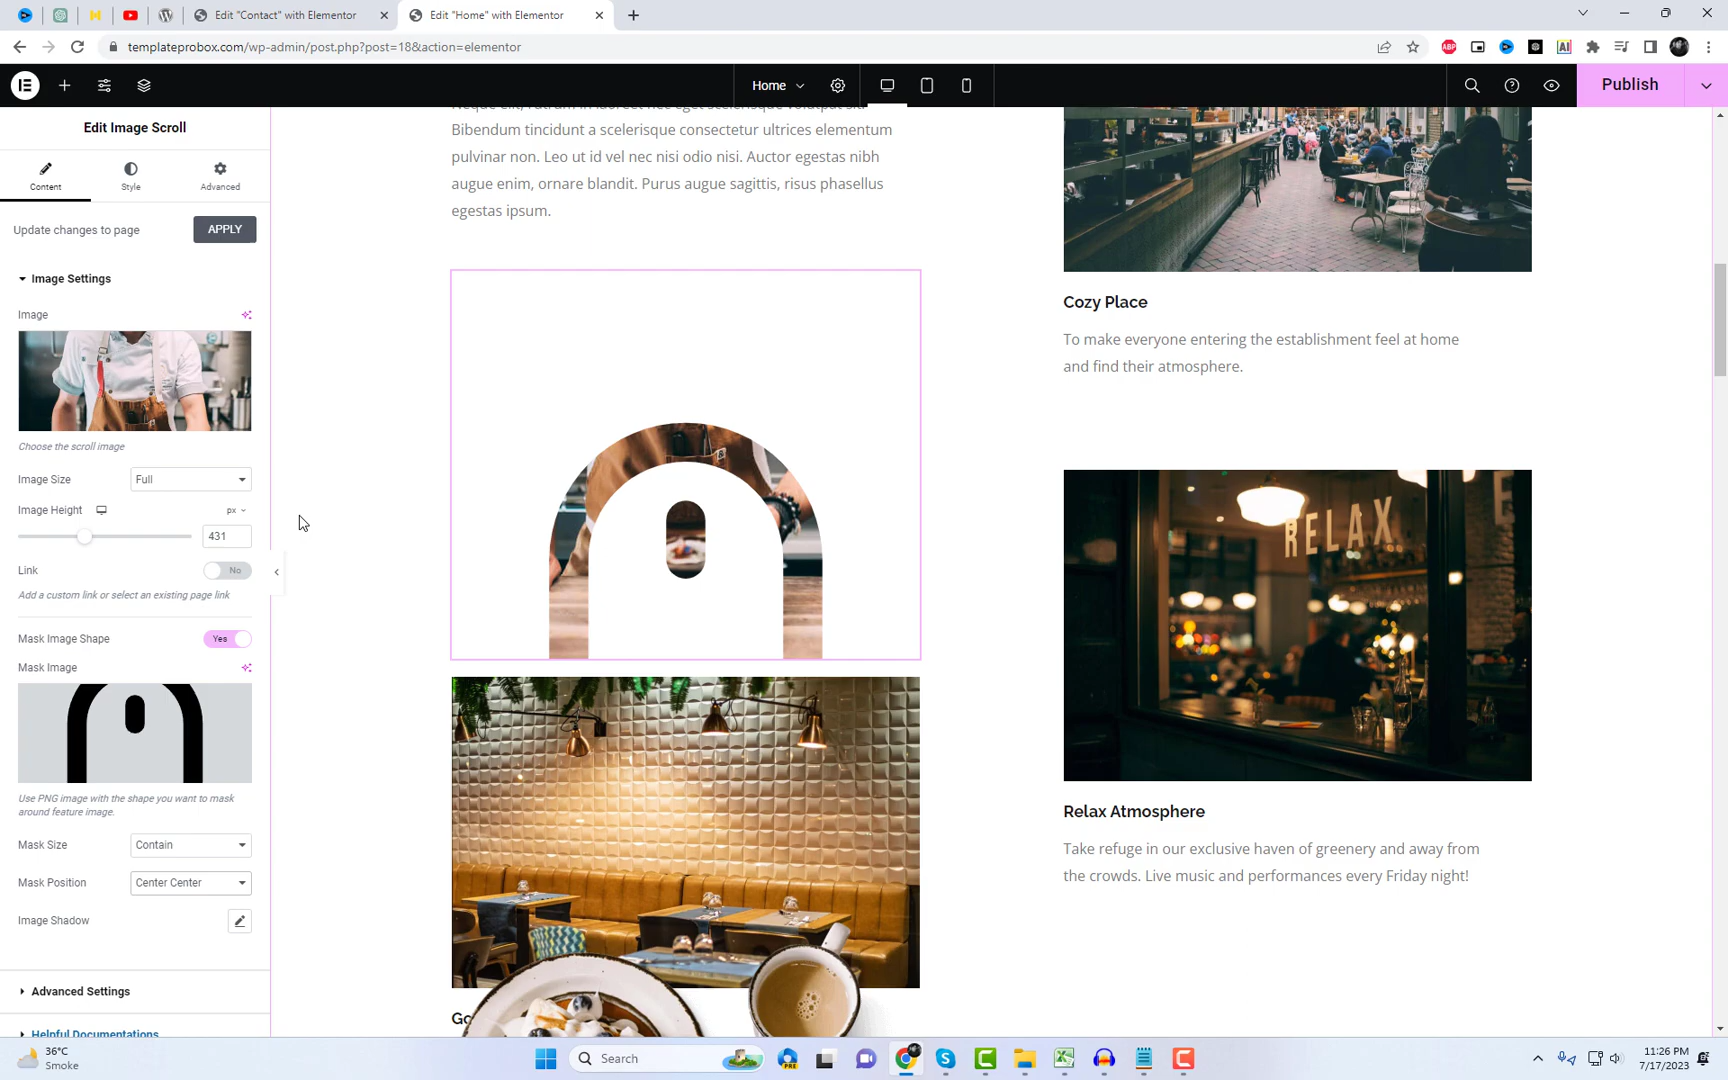 Edit "Contact" with Elementor
Edit "Home" with Elementor
templateprobox.com/wp-admin/post.php?post=18&action=elementor
ABP
AI
Home
Publish
Edit Image Scroll
Content
Style
Advanced
Update changes to page
APPLY
Image Settings
Image
Choose the scroll image
Image Size
Full
Image Height
px
431
Link
No
Add a custom link or select an existing page link
Mask Image Shape
Yes
Mask Image
Use PNG image with the shape you want to mask
around feature image.
Mask Size
Contain
Mask Position
Center Center
Image Shadow
Advanced Settings
Helpful Documentations
Bibendum tincidunt a scelerisque consectetur ultrices elementum
pulvinar non. Leo ut id vel nec nisi odio nisi. Auctor egestas nibh
augue enim, ornare blandit. Purus augue sagittis, risus phasellus
egestas ipsum.
Cozy Place
To make everyone entering the establishment feel at home
and find their atmosphere.
RELAX
Relax Atmosphere
Take refuge in our exclusive haven of greenery and away from
the crowds. Live music and performances every Friday night!
36°C
Smoke
Search
PRE
11:26 PM
7/17/2023